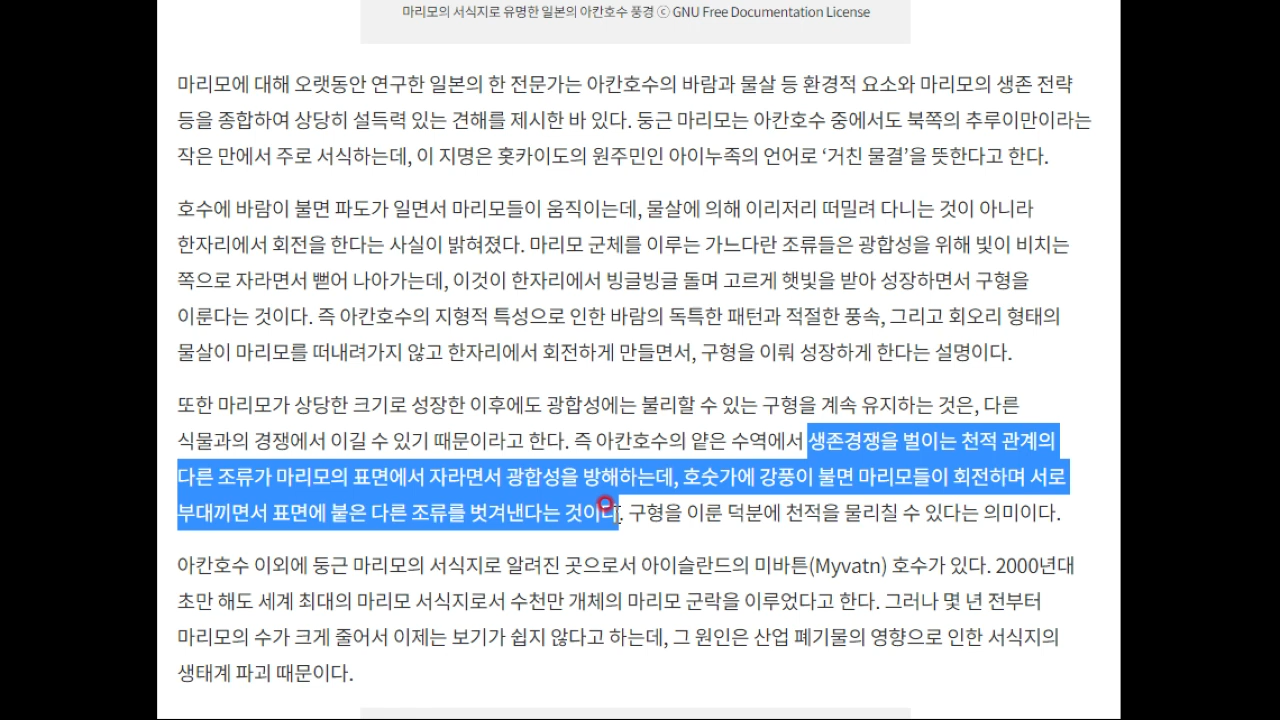 마리모의 서식지로 유명한 일본의 아칸호수 풍경 ⓒ GNU Free Documentation License
마리모에 대해 오랫동안 연구한 일본의 한 전문가는 아칸호수의 바람과 물살 등 환경적 요소와 마리모의 생존 전략
등을 종합하여 상당히 설득력 있는 견해를 제시한 바 있다. 둥근 마리모는 아칸호수 중에서도 북쪽의 추루이만이라는
작은 만에서 주로 서식하는데, 이 지명은 홋카이도의 원주민인 아이누족의 언어로 ‘거친 물결’을 뜻한다고 한다.
호수에 바람이 불면 파도가 일면서 마리모들이 움직이는데, 물살에 의해 이리저리 떠밀려 다니는 것이 아니라
한자리에서 회전을 한다는 사실이 밝혀졌다. 마리모 군체를 이루는 가느다란 조류들은 광합성을 위해 빛이 비치는
쪽으로 자라면서 뻗어 나아가는데, 이것이 한자리에서 빙글빙글 돌며 고르게 햇빛을 받아 성장하면서 구형을
이룬다는 것이다. 즉 아칸호수의 지형적 특성으로 인한 바람의 독특한 패턴과 적절한 풍속, 그리고 회오리 형태의
물살이 마리모를 떠내려가지 않고 한자리에서 회전하게 만들면서, 구형을 이뤄 성장하게 한다는 설명이다.
또한 마리모가 상당한 크기로 성장한 이후에도 광합성에는 불리할 수 있는 구형을 계속 유지하는 것은, 다른
식물과의 경쟁에서 이길 수 있기 때문이라고 한다. 즉 아칸호수의 얕은 수역에서 생존경쟁을 벌이는 천적 관계의
다른 조류가 마리모의 표면에서 자라면서 광합성을 방해하는데, 호숫가에 강풍이 불면 마리모들이 회전하며 서로
부대끼면서 표면에 붙은 다른 조류를 벗겨낸다는 것이다. 구형을 이룬 덕분에 천적을 물리칠 수 있다는 의미이다.
아칸호수 이외에 둥근 마리모의 서식지로 알려진 곳으로서 아이슬란드의 미바튼(Myvatn) 호수가 있다. 2000년대
초만 해도 세계 최대의 마리모 서식지로서 수천만 개체의 마리모 군락을 이루었다고 한다. 그러나 몇 년 전부터
마리모의 수가 크게 줄어서 이제는 보기가 쉽지 않다고 하는데, 그 원인은 산업 폐기물의 영향으로 인한 서식지의
생태계 파괴 때문이다.